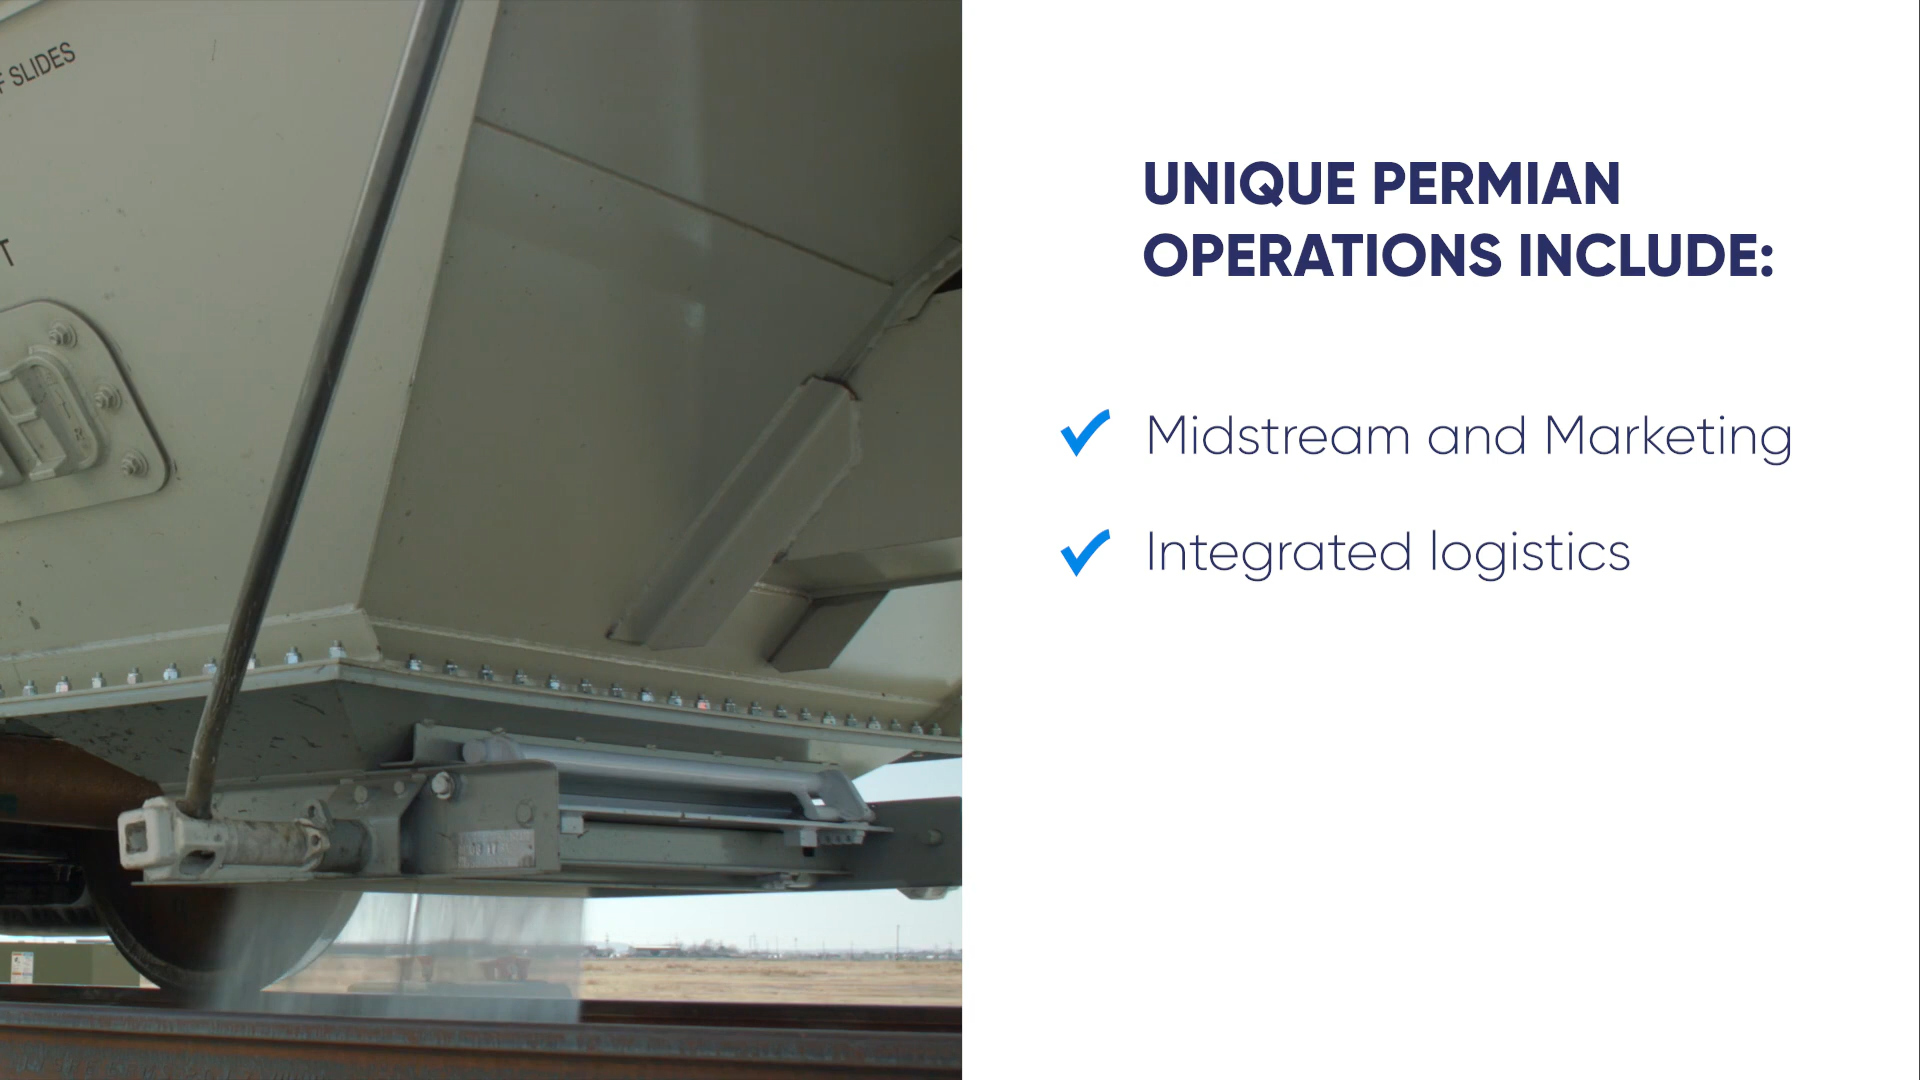 SLIDES
T
UNIQUE PERMIAN
OPERATIONS INCLUDE:
Midstream and Marketing
Integrated logistics